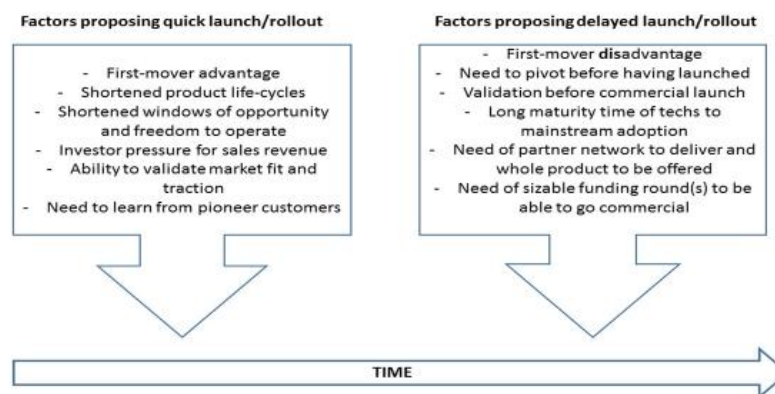 Factors proposing quick launch/rollout
- First-mover advantage
- Shortened product life-cycles
- Shortened windows of opportunity
and freedom to operate
- Investor pressure for sales revenue
- Ability to validate market fit and
traction
- Need to learn from pioneer customers
Factors proposing delayed launch/rollout
- First-mover disadvantage
- Need to pivot before having launched
- Validation before commercial launch
- Long maturity time of techs to
mainstream adoption
- Need of partner network to deliver and
whole product to be offered
- Need of sizable funding round(s) to be
able to go commercial
TIME